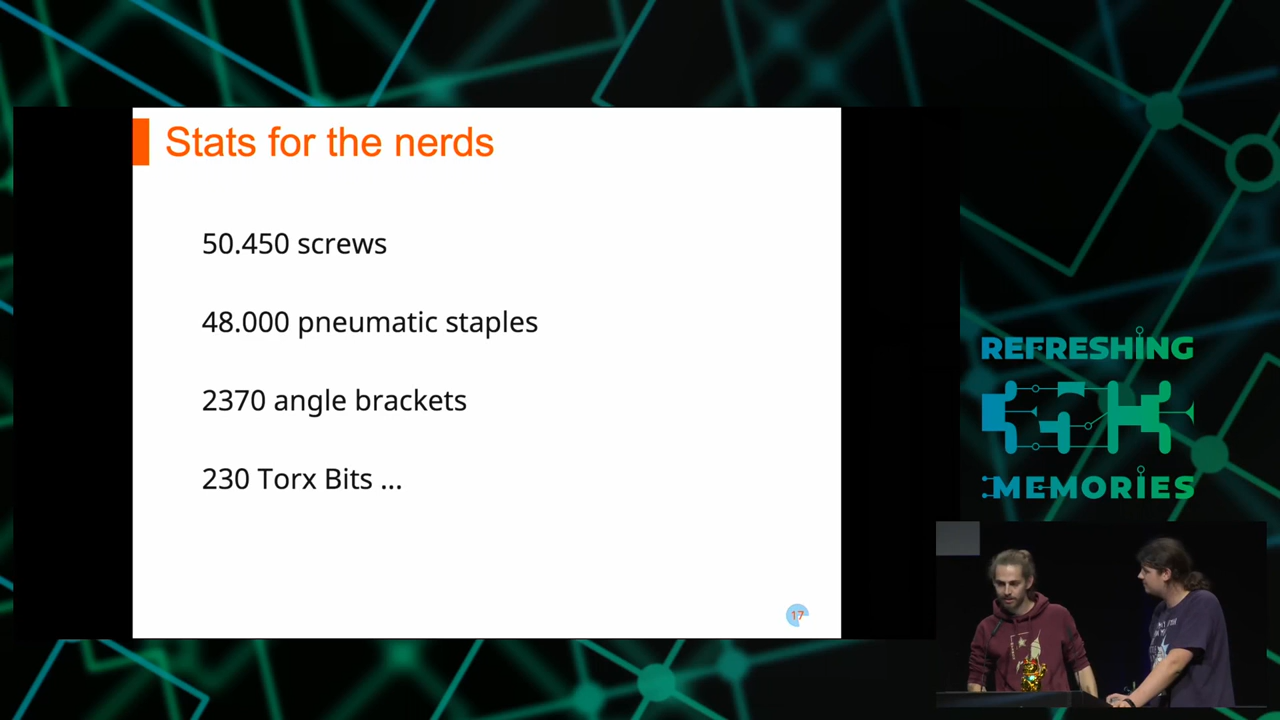 Stats for the nerds
50.450 screws
48.000 pneumatic staples
2370 angle brackets
230 Torx Bits ...
17
REFRESHING
MEMORIES